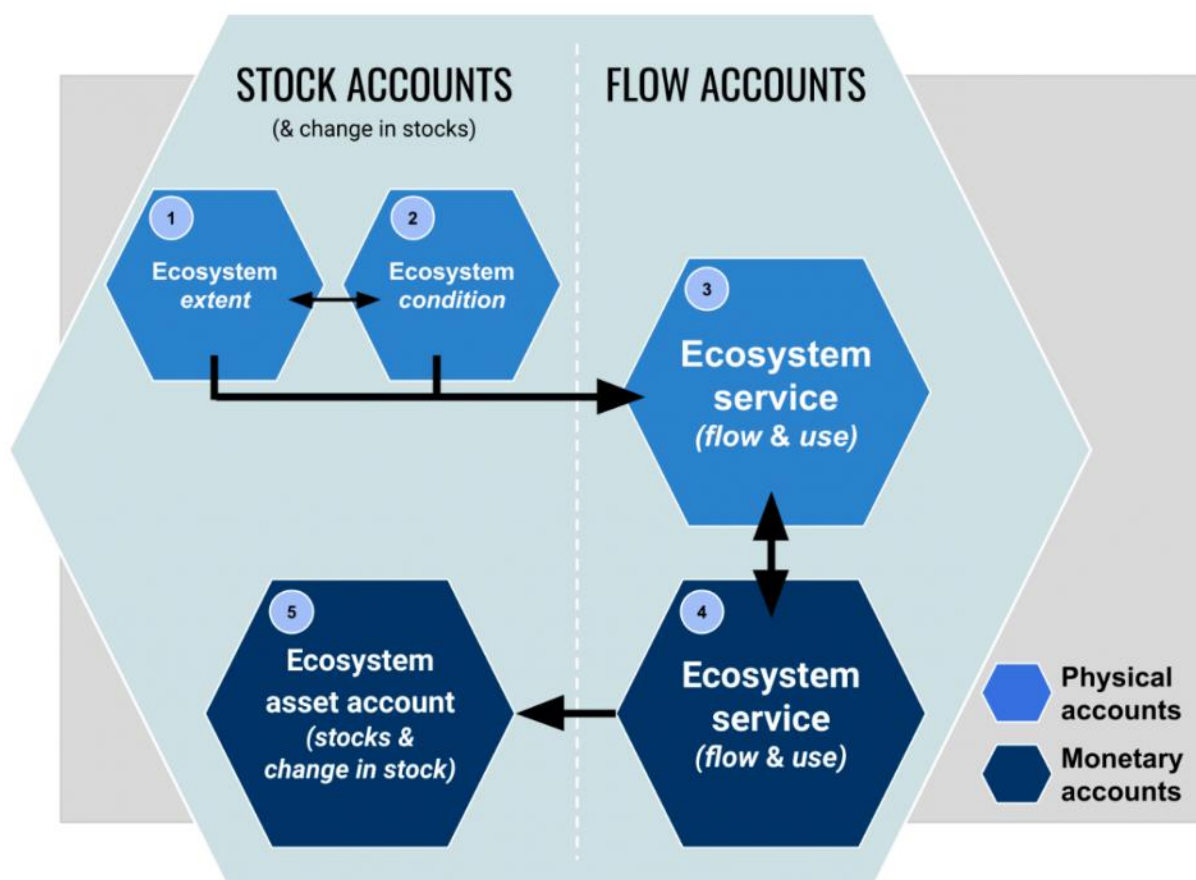 STOCK ACCOUNTS
(& change in stocks)
FLOW ACCOUNTS
1
Ecosystem
extent
2
Ecosystem
condition
3
Ecosystem
service
(flow & use)
4
Ecosystem
service
(flow & use)
5
Ecosystem
asset account
(stocks &
change in stock)
Physical
accounts
Monetary
accounts